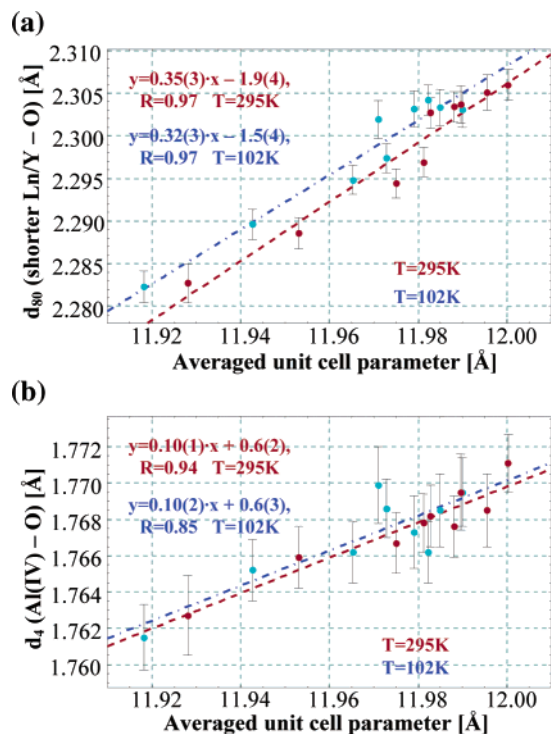 (a)
d80 (shorter Ln/Y – O) [Å]
2.310
2.305
2.300
2.295
2.290
2.285
2.280
y=0.35(3)·x – 1.9(4),
R=0.97 T=295K
y=0.32(3)·x – 1.5(4),
R=0.97 T=102K
T=295K
T=102K
11.92 11.94 11.96 11.98 12.00
Averaged unit cell parameter [Å]
(b)
d4 (Al(IV) – O) [Å]
1.772
1.770
1.768
1.766
1.764
1.762
1.760
y=0.10(1)·x + 0.6(2),
R=0.94 T=295K
y=0.10(2)·x + 0.6(3),
R=0.85 T=102K
T=295K
T=102K
11.92 11.94 11.96 11.98 12.00
Averaged unit cell parameter [Å]